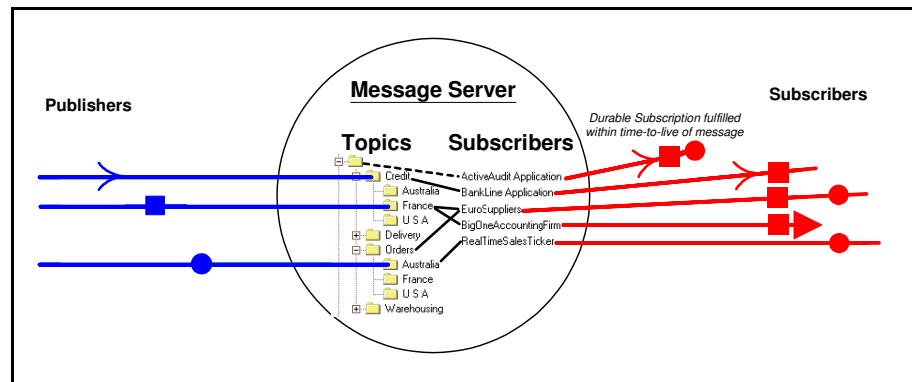 Message Server
Publishers
Subscribers
Durable Subscription fulfilled
within time-to-live of message
Topics
Subscribers
Credit
Australia
France
U S A
Delivery
Orders
Australia
France
U S A
Warehousing
ActiveAudit Application
BankLine Application
EuroSuppliers
BigOneAccountingFirm
RealTimeSalesTicker